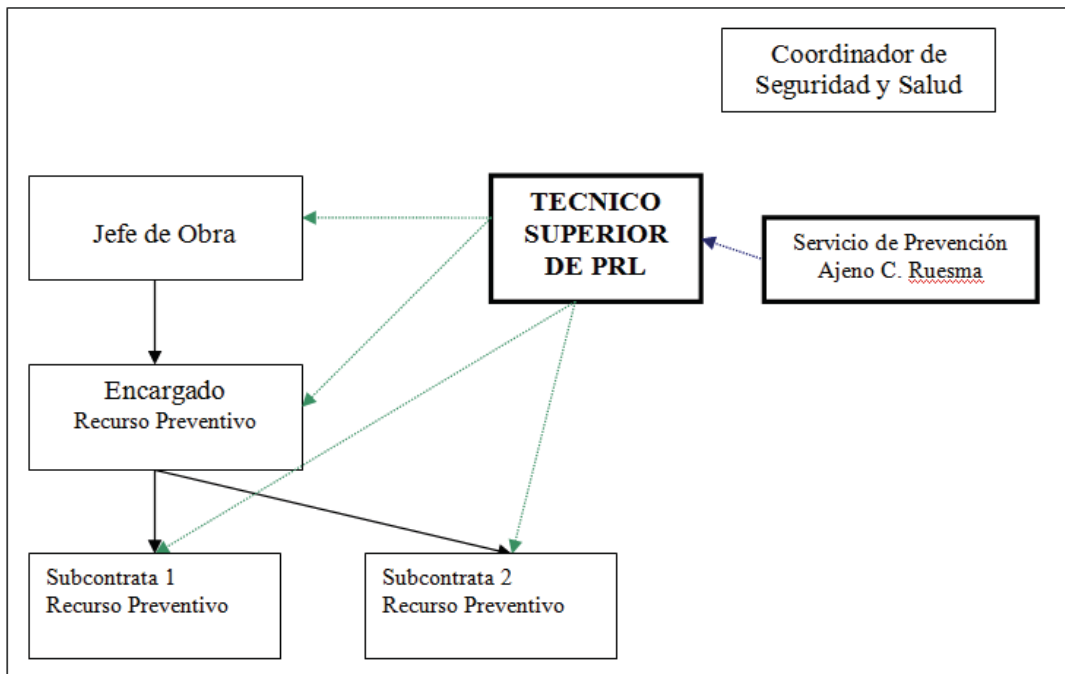 Coordinador de
Seguridad y Salud
Jefe de Obra
TECNICO
SUPERIOR
DE PRL
Servicio de Prevención
Ajeno C. Ruesma
Encargado
Recurso Preventivo
Subcontrata 1
Recurso Preventivo
Subcontrata 2
Recurso Preventivo